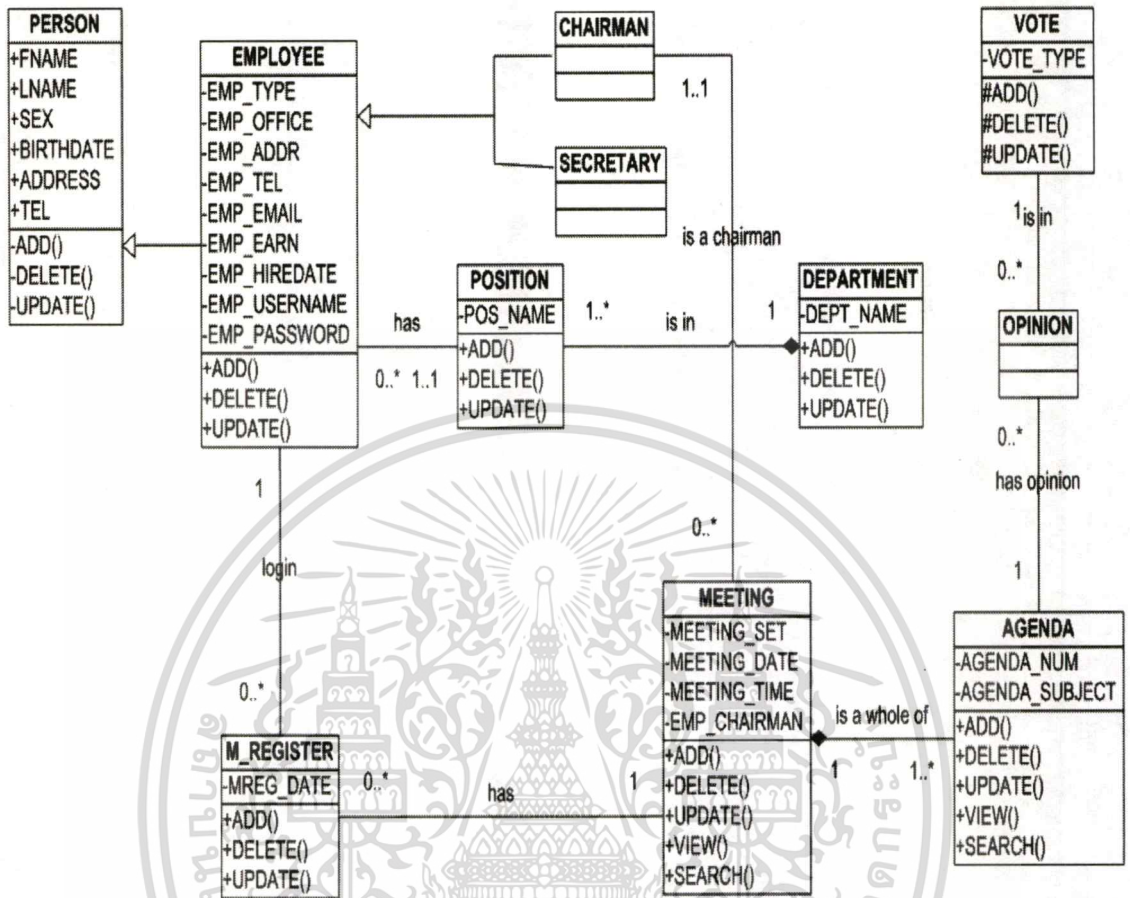 PERSON
+FNAME
+LNAME
+SEX
+BIRTHDATE
+ADDRESS
+TEL
-ADD()
-DELETE()
-UPDATE()
EMPLOYEE
-EMP_TYPE
-EMP_OFFICE
-EMP_ADDR
-EMP_TEL
-EMP_EMAIL
-EMP_EARN
-EMP_HIREDATE
-EMP_USERNAME
-EMP_PASSWORD
+ADD()
+DELETE()
+UPDATE()
CHAIRMAN
1..1
SECRETARY
is a chairman
VOTE
-VOTE_TYPE
#ADD()
#DELETE()
#UPDATE()
1
is in
0..*
OPINION
0..*
has opinion
1
has
0..* 1..1
POSITION
-POS_NAME
+ADD()
+DELETE()
+UPDATE()
1..*
is in
1
DEPARTMENT
-DEPT_NAME
+ADD()
+DELETE()
+UPDATE()
1
login
0..*
0..*
M_REGISTER
-MREG_DATE
+ADD()
+DELETE()
+UPDATE()
0..*
has
1
MEETING
-MEETING_SET
-MEETING_DATE
-MEETING_TIME
-EMP_CHAIRMAN
+ADD()
+DELETE()
+UPDATE()
+VIEW()
+SEARCH()
is a whole of
1
1..*
AGENDA
-AGENDA_NUM
-AGENDA_SUBJECT
+ADD()
+DELETE()
+UPDATE()
+VIEW()
+SEARCH()